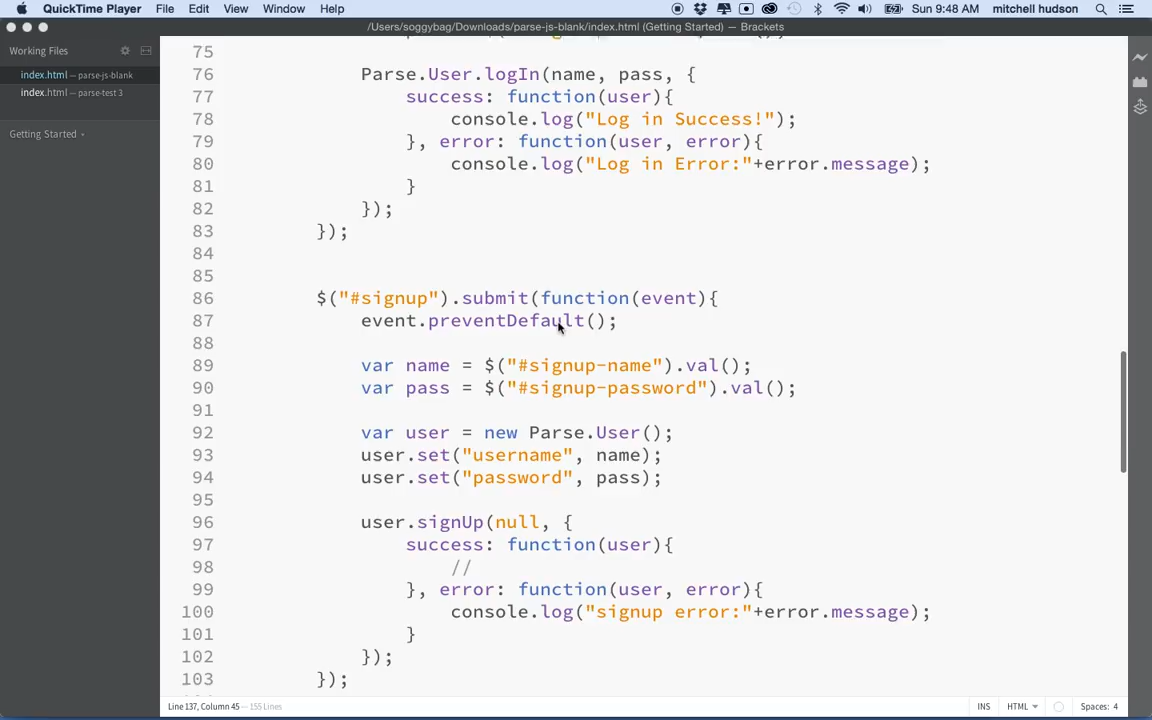 QuickTime Player File Edit View Window Help Sun 9:48 AM mitchell hudson
/Users/soggybag/Downloads/parse-js-blank/index.html (Getting Started) — Brackets
Working Files
index.html — parse-js-blank
index.html — parse-test 3
Getting Started
75
76 Parse.User.logIn(name, pass, {
77 success: function(user){
78 console.log("Log in Success!");
79 }, error: function(user, error){
80 console.log("Log in Error:"+error.message);
81 }
82 });
83 });
84
85
86 $("#signup").submit(function(event){
87 event.preventDefault();
88
89 var name = $("#signup-name").val();
90 var pass = $("#signup-password").val();
91
92 var user = new Parse.User();
93 user.set("username", name);
94 user.set("password", pass);
95
96 user.signUp(null, {
97 success: function(user){
98 //
99 }, error: function(user, error){
100 console.log("signup error:"+error.message);
101 }
102 });
103 });
Line 137, Column 45 — 155 Lines INS HTML Spaces: 4